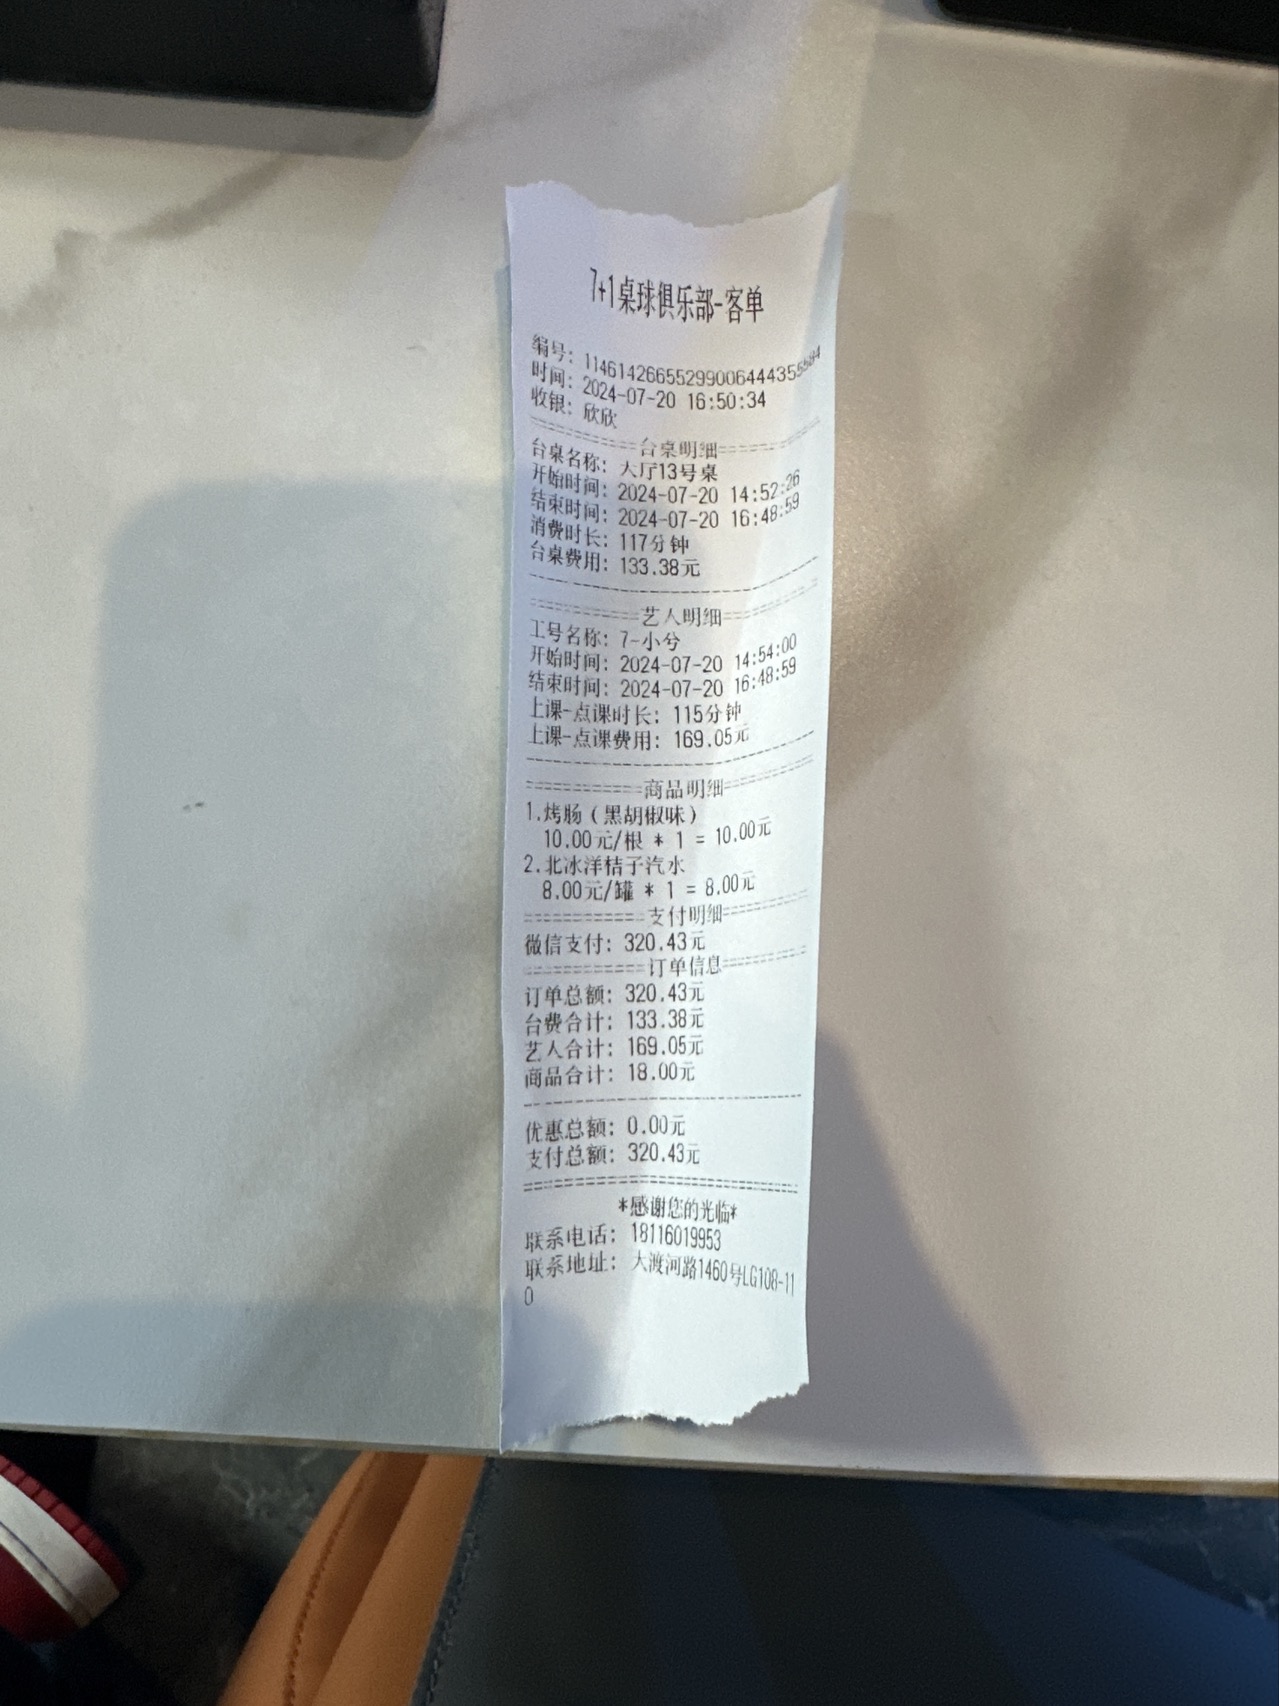 7+1桌球俱乐部-客单
编号: 1146142665529900644435​5584
时间: 2024-07-20 16:50:34
收银: 欣欣
===========台桌明细===========
台桌名称: 大厅13号桌
开始时间: 2024-07-20 14:52:26
结束时间: 2024-07-20 16:48:59
消费时长: 117分钟
台桌费用: 133.38元
===========艺人明细===========
工号名称: 7-小兮
开始时间: 2024-07-20 14:54:00
结束时间: 2024-07-20 16:48:59
上课-点课时长: 115分钟
上课-点课费用: 169.05元
===========商品明细===========
1.烤肠(黑胡椒味)
10.00元/根 * 1 = 10.00元
2.北冰洋桔子汽水
8.00元/罐 * 1 = 8.00元
===========支付明细===========
微信支付: 320.43元
===========订单信息===========
订单总额: 320.43元
台费合计: 133.38元
艺人合计: 169.05元
商品合计: 18.00元
优惠总额: 0.00元
支付总额: 320.43元
*感谢您的光临*
联系电话: 18116019953
联系地址: 大渡河路1460号LG108-11
0